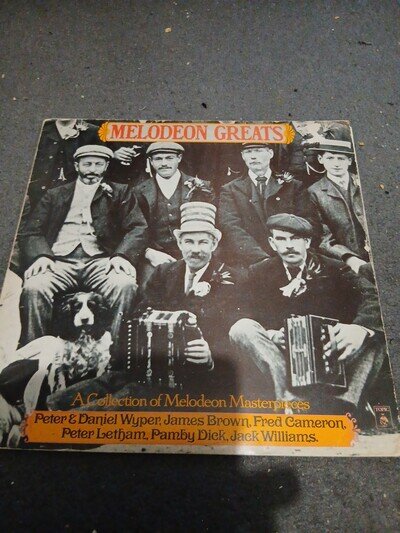 MELODEON GREATS
A Collection of Melodeon Masterpieces
Peter & Daniel Wyper, James Brown, Fred Cameron,
Peter Letham, Pamby Dick, Jack Williams.
TOPIC